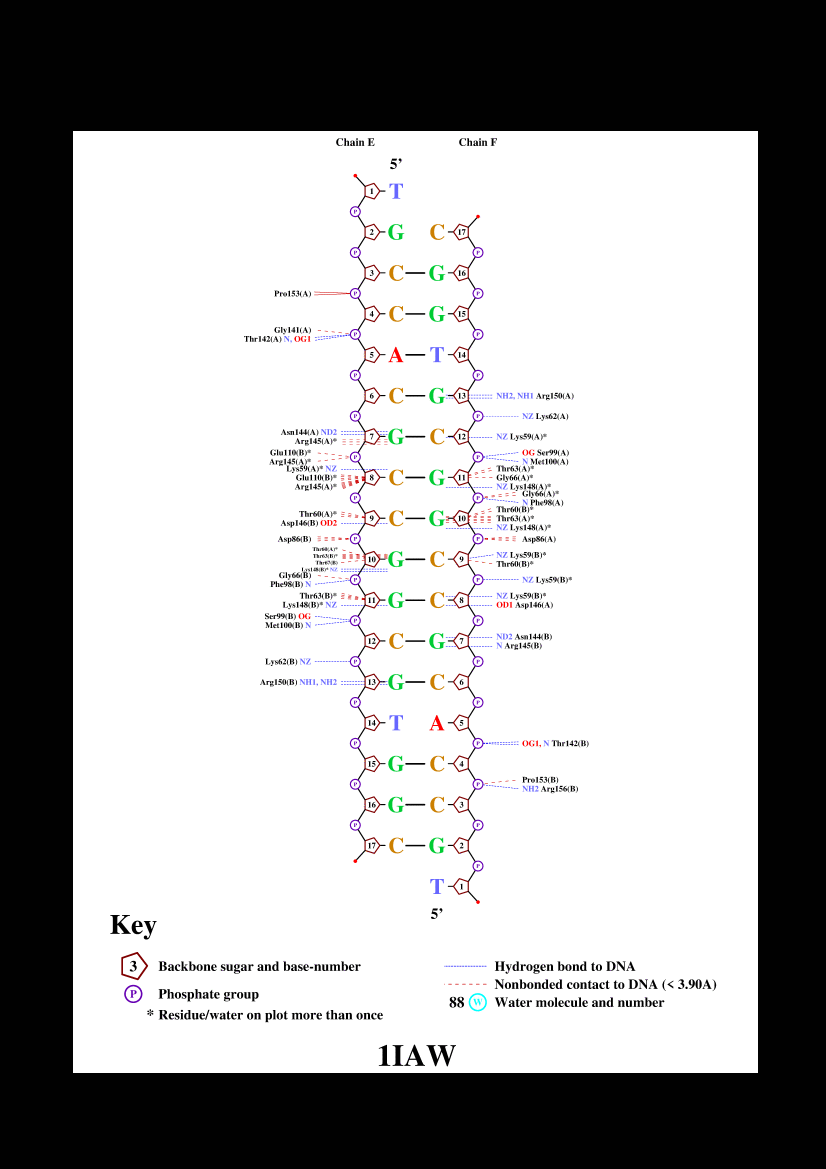 Chain E Chain F
5’
1 T
P
2 G C 17
P P
3 C G 16
Pro153(A) P P
4 C G 15
Gly141(A)
Thr142(A) N, OG1 P P
5 A T 14
P P
6 C G 13 NH2, NH1 Arg150(A)
P P NZ Lys62(A)
Asn144(A) ND2
7 G C 12 NZ Lys59(A)*
Arg145(A)*
Glu110(B)* P P OG Ser99(A)
Arg145(A)* N Met100(A)
Lys59(A)* NZ Thr63(A)*
Glu110(B)* 8 C G 11 Gly66(A)*
Arg145(A)* NZ Lys148(A)*
P P Gly66(A)*
N Phe98(A)
Thr60(B)*
Thr60(A)* 9 C G 10 Thr63(A)*
Asp146(B) OD2 NZ Lys148(A)*
Asp86(B) P P Asp86(A)
Thr60(A)*
Thr63(B)* 10 G C 9 NZ Lys59(B)*
Thr67(B) Thr60(B)*
Lys148(B)* NZ
Gly66(B) P P NZ Lys59(B)*
Phe98(B) N
Thr63(B)* 11 G C 8 NZ Lys59(B)*
Lys148(B)* NZ OD1 Asp146(A)
Ser99(B) OG P P
Met100(B) N
12 C G 7 ND2 Asn144(B)
N Arg145(B)
Lys62(B) NZ P P
Arg150(B) NH1, NH2 13 G C 6
P P
14 T A 5
P P OG1, N Thr142(B)
15 G C 4
P P Pro153(B)
NH2 Arg156(B)
16 G C 3
P P
17 C G 2
P
T 1
5’
Key
3 Backbone sugar and base-number
P Phosphate group
* Residue/water on plot more than once
Hydrogen bond to DNA
Nonbonded contact to DNA (< 3.90A)
88 W Water molecule and number
1IAW